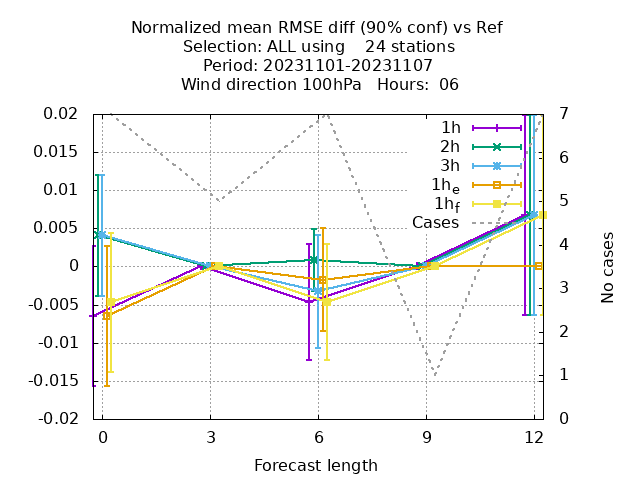 Normalized mean RMSE diff (90% conf) vs Ref
Selection: ALL using 24 stations
Period: 20231101-20231107
Wind direction 100hPa Hours: 06
0.02
0.015
0.01
0.005
0
-0.005
-0.01
-0.015
-0.02
7
6
5
4
3
2
1
0
1h
2h
3h
1he
1hf
Cases
No cases
0 3 6 9 12
Forecast length